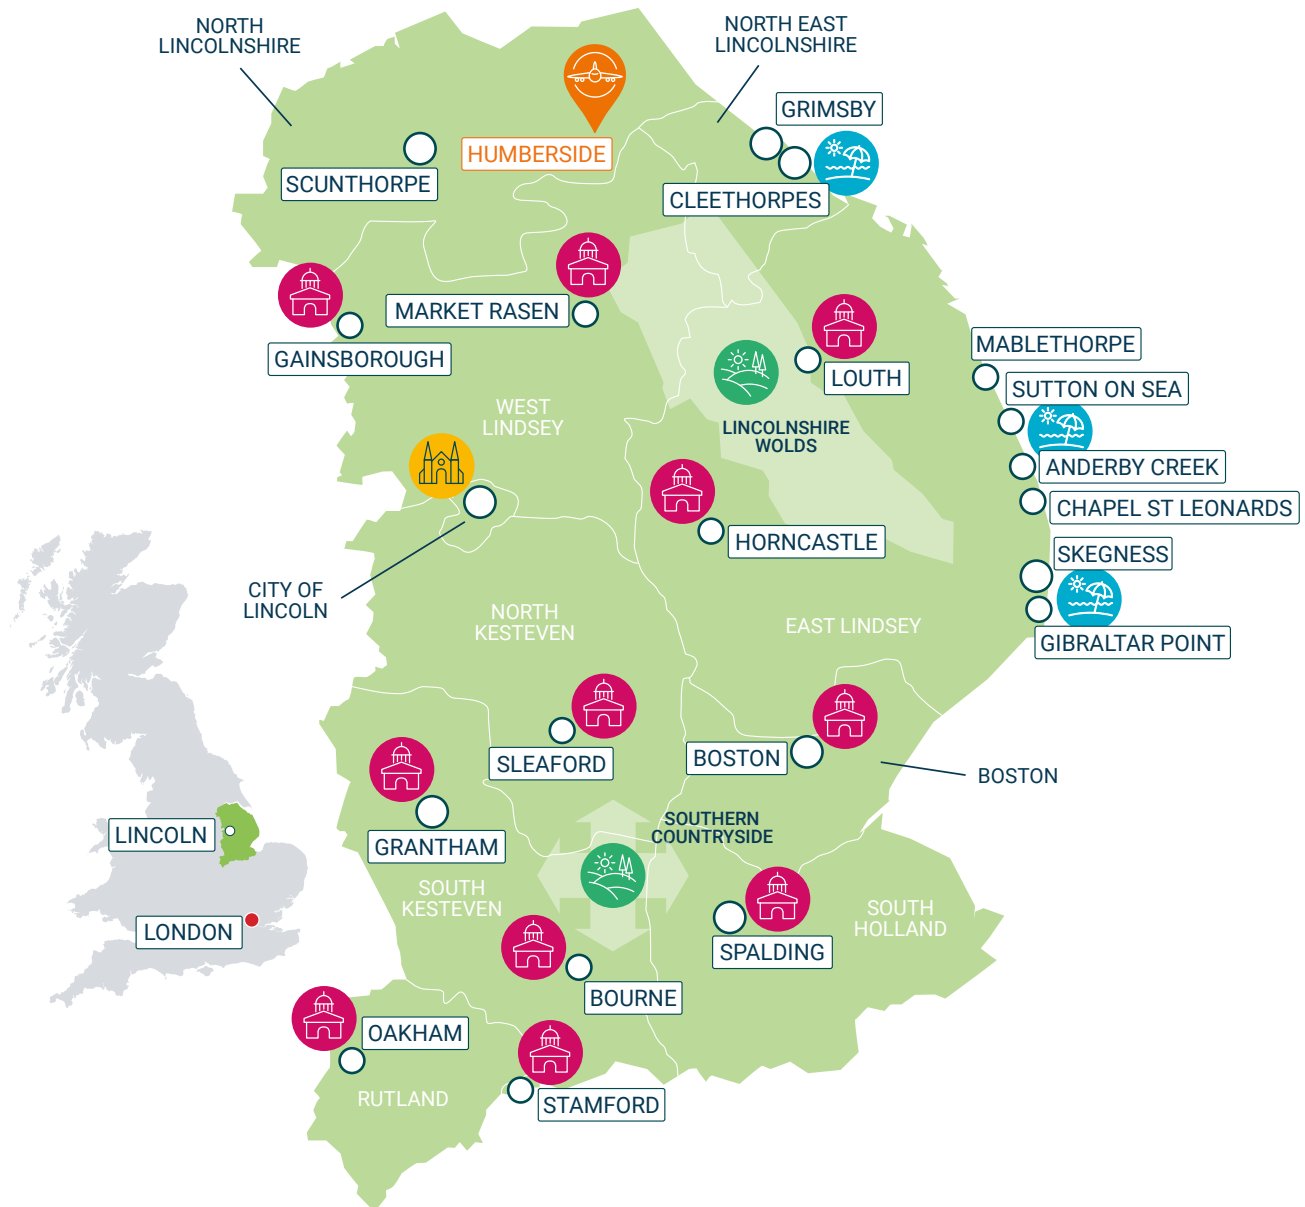 NORTH
LINCOLNSHIRE
NORTH EAST
LINCOLNSHIRE
GRIMSBY
HUMBERSIDE
SCUNTHORPE
CLEETHORPES
MARKET RASEN
GAINSBOROUGH
MABLETHORPE
LOUTH
SUTTON ON SEA
WEST
LINDSEY
LINCOLNSHIRE
WOLDS
ANDERBY CREEK
CHAPEL ST LEONARDS
HORNCASTLE
SKEGNESS
CITY OF
LINCOLN
NORTH
KESTEVEN
EAST LINDSEY
GIBRALTAR POINT
SLEAFORD
BOSTON
BOSTON
LINCOLN
GRANTHAM
SOUTHERN
COUNTRYSIDE
SOUTH
KESTEVEN
SOUTH
HOLLAND
LONDON
SPALDING
BOURNE
OAKHAM
RUTLAND
STAMFORD